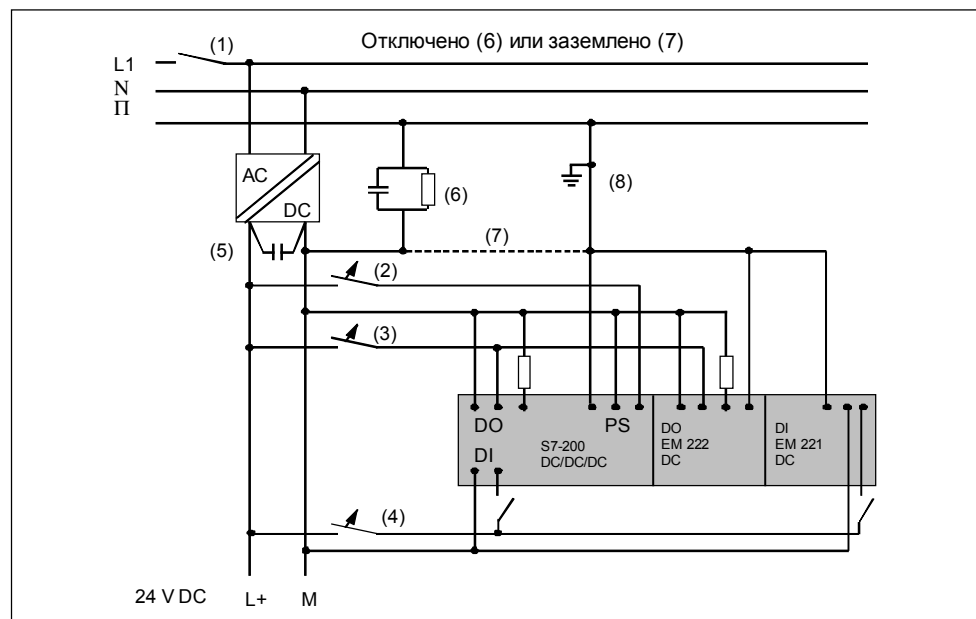 Отключено (6) или заземлено (7)
(1)
L1
N
П
AC
DC
(6)
(8)
(5)
(7)
(2)
(3)
DO
DI
S7-200
DC/DC/DC
PS
DO
EM 222
DC
DI
EM 221
DC
(4)
24 V DC
L+
M